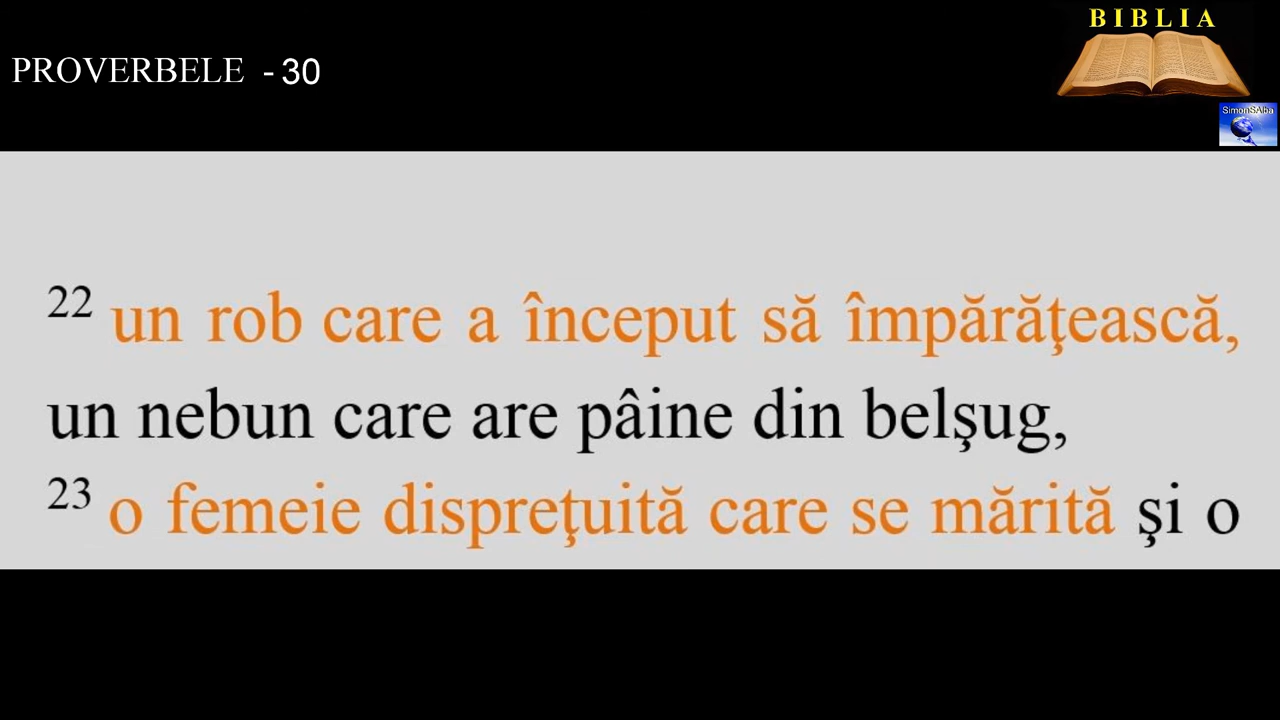 BIBLIA
PROVERBELE - 30
SimonSAlba
22 un rob care a început să împărăţească,
un nebun care are pâine din belşug,
23 o femeie dispreţuită care se mărită şi o